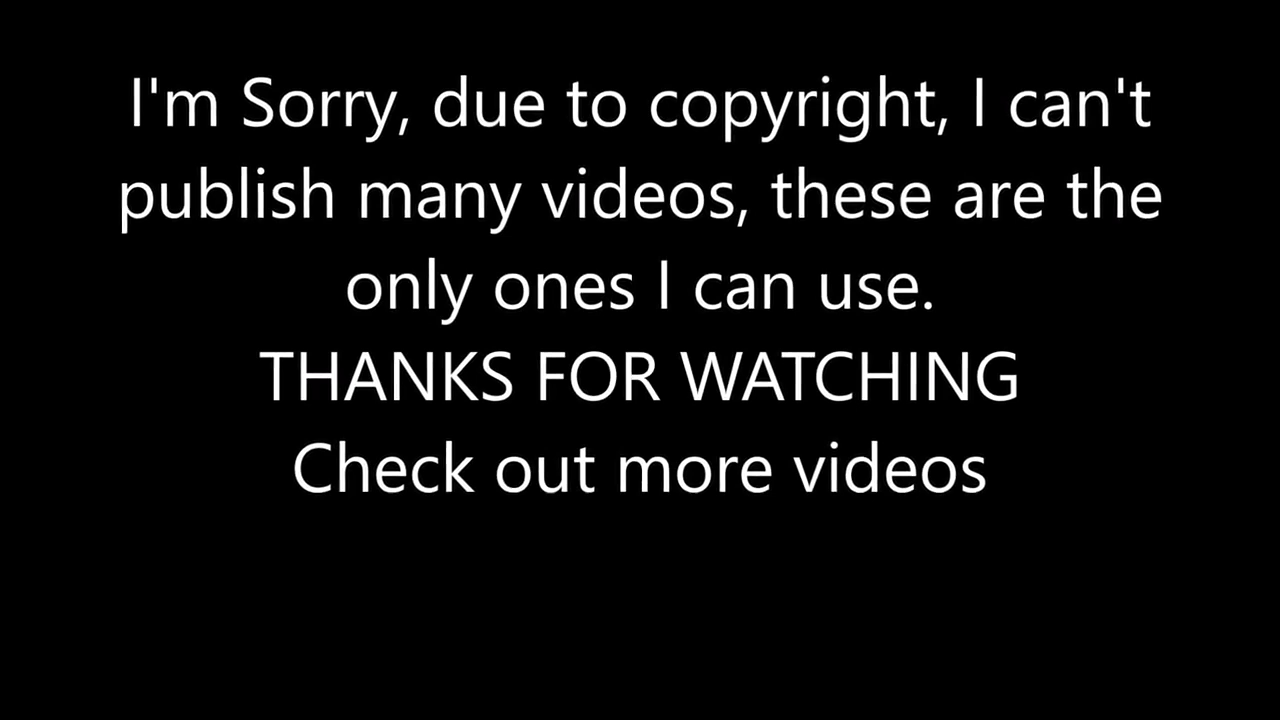 I'm Sorry, due to copyright, I can't
publish many videos, these are the
only ones I can use.
THANKS FOR WATCHING
Check out more videos